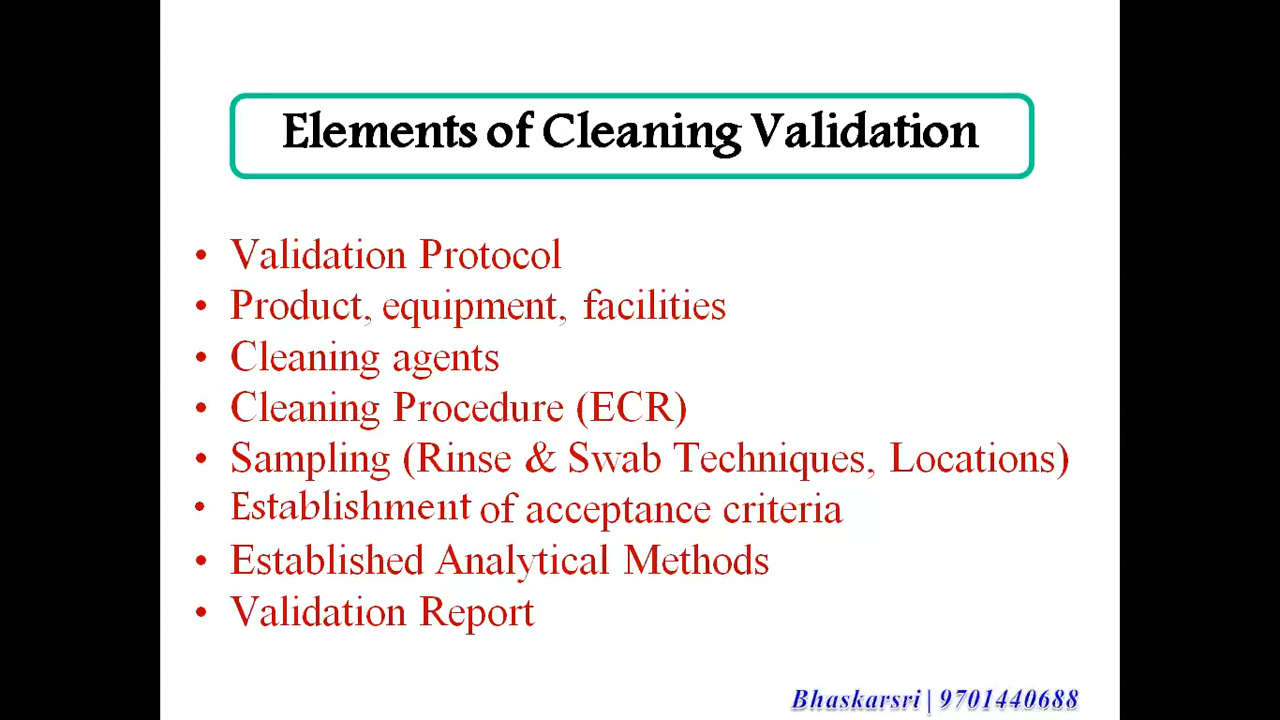 Elements of Cleaning Validation
• Validation Protocol
• Product, equipment, facilities
• Cleaning agents
• Cleaning Procedure (ECR)
• Sampling (Rinse & Swab Techniques, Locations)
• Establishment of acceptance criteria
• Established Analytical Methods
• Validation Report
Bhaskarsri | 9701440688